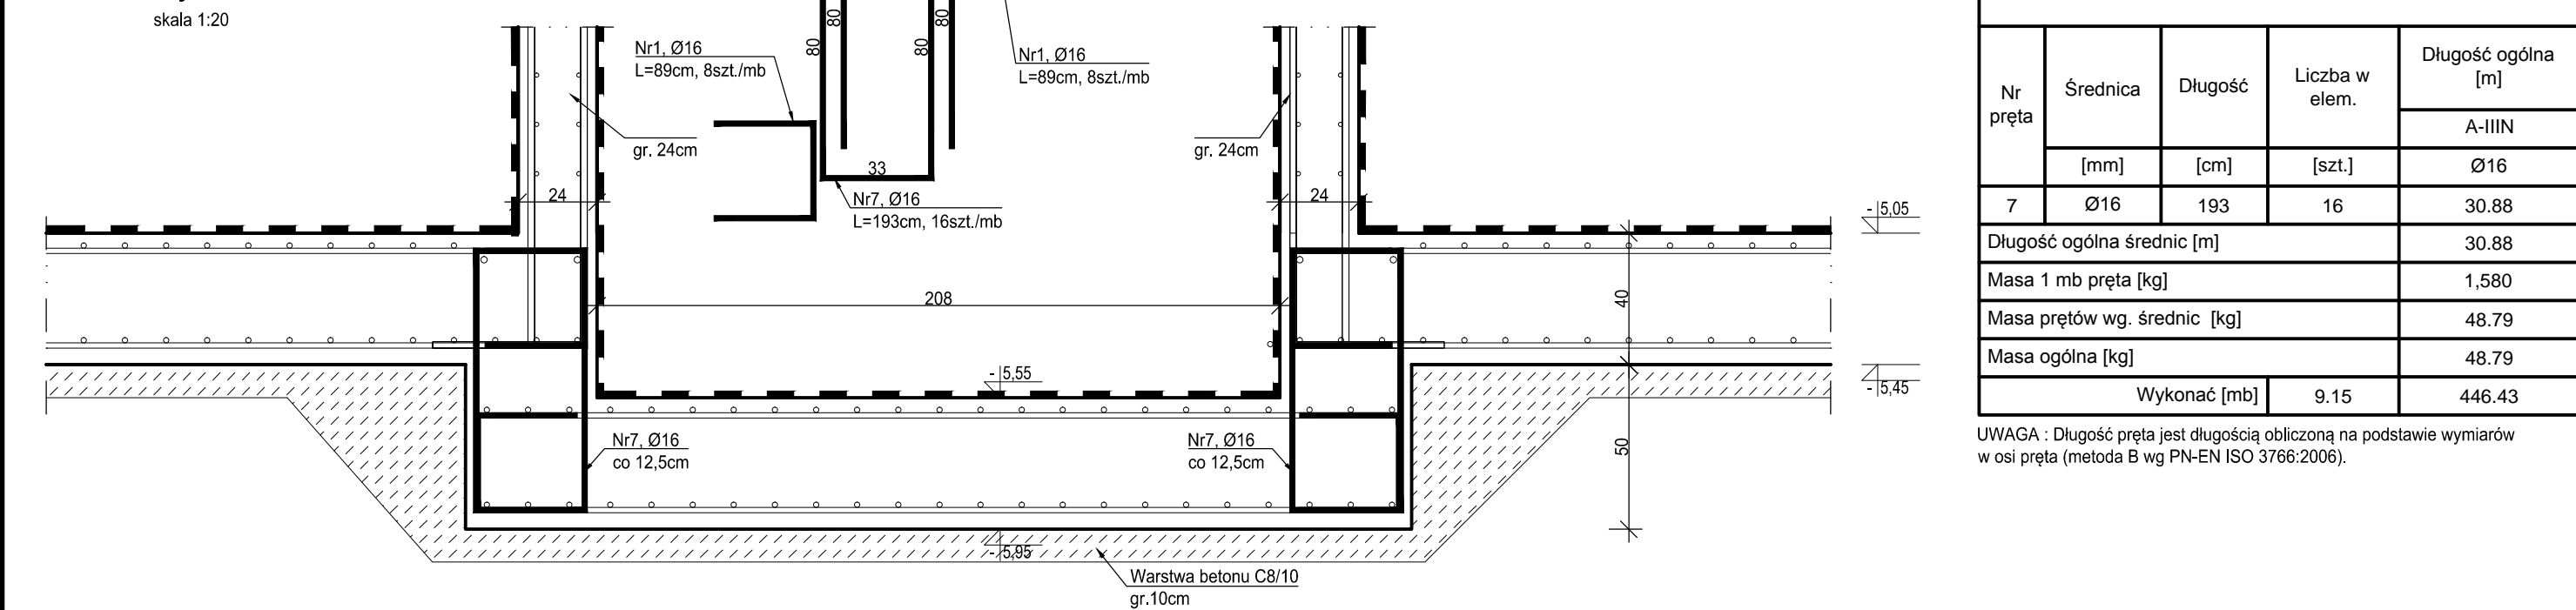 skala 1:20
80
80
80
80
Nr1, Ø16
L=89cm, 8szt./mb
Nr1, Ø16
L=89cm, 8szt./mb
gr. 24cm
gr. 24cm
33
Nr7, Ø16
L=193cm, 16szt./mb
24
24
208
40
50
- 5,05
- 5,45
- 5,55
- 5,95
Nr7, Ø16
co 12,5cm
Nr7, Ø16
co 12,5cm
Warstwa betonu C8/10
gr.10cm
Nr
pręta
Średnica
Długość
Liczba w
elem.
Długość ogólna
[m]
A-IIIN
[mm] [cm] [szt.] Ø16
7 Ø16 193 16 30.88
Długość ogólna średnic [m] 30.88
Masa 1 mb pręta [kg] 1,580
Masa prętów wg. średnic [kg] 48.79
Masa ogólna [kg] 48.79
Wykonać [mb] 9.15 446.43
UWAGA : Długość pręta jest długością obliczoną na podstawie wymiarów
w osi pręta (metoda B wg PN-EN ISO 3766:2006).